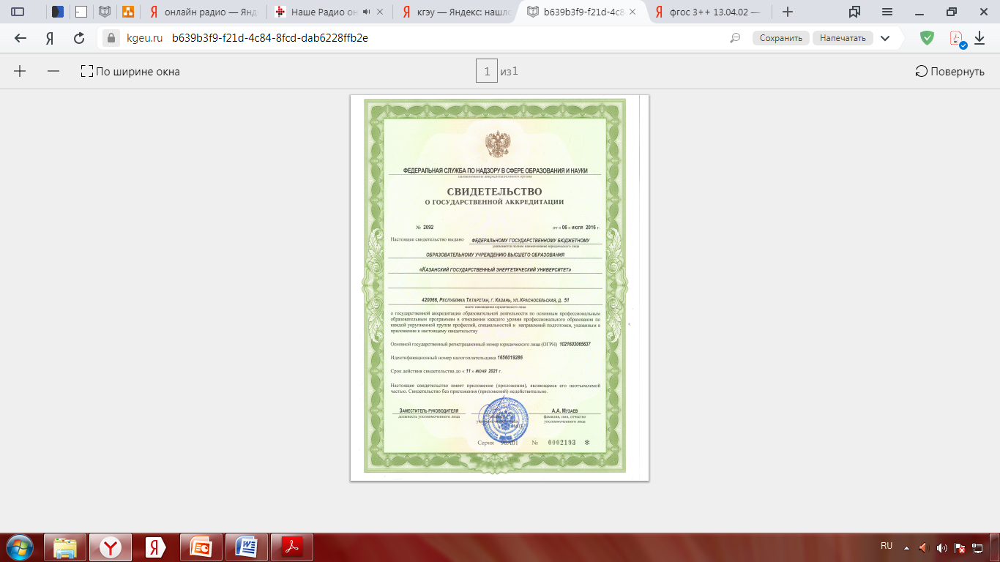 онлайн радио — Янд
Наше Радио он
кгэу — Яндекс: нашло
b639b3f9-f21d-4c8
фгос 3++ 13.04.02 —
kgeu.ru b639b3f9-f21d-4c84-8fcd-dab6228ffb2e
Сохранить
Напечатать
По ширине окна
1 из1
Повернуть
ФЕДЕРАЛЬНАЯ СЛУЖБА ПО НАДЗОРУ В СФЕРЕ ОБРАЗОВАНИЯ И НАУКИ
наименование аккредитационного органа
СВИДЕТЕЛЬСТВО
О ГОСУДАРСТВЕННОЙ АККРЕДИТАЦИИ
№ 2092 от « 06 » июля 2016 г.
Настоящее свидетельство выдано ФЕДЕРАЛЬНОМУ ГОСУДАРСТВЕННОМУ БЮДЖЕТНОМУ
указывается полное наименование юридического лица
ОБРАЗОВАТЕЛЬНОМУ УЧРЕЖДЕНИЮ ВЫСШЕГО ОБРАЗОВАНИЯ
«КАЗАНСКИЙ ГОСУДАРСТВЕННЫЙ ЭНЕРГЕТИЧЕСКИЙ УНИВЕРСИТЕТ»
420066, РЕСПУБЛИКА ТАТАРСТАН, Г. КАЗАНЬ, УЛ..КРАСНОСЕЛЬСКАЯ, Д. 51
место нахождения юридического лица
о государственной аккредитации образовательной деятельности по основным профессиональным
образовательным программам в отношении каждого уровня профессионального образования по
каждой укрупненной группе профессий, специальностей и направлений подготовки, указанным в
приложении к настоящему свидетельству
Основной государственный регистрационный номер юридического лица (ОГРН) 1021603065637
Идентификационный номер налогоплательщика 1656019286
Срок действия свидетельства до « 11 » июня 2021 г.
Настоящее свидетельство имеет приложение (приложения), являющееся его неотъемлемой
частью. Свидетельство без приложения (приложений) недействительно.
ЗАМЕСТИТЕЛЬ РУКОВОДИТЕЛЯ А.А. МУЗАЕВ
должность уполномоченного лица фамилия, имя, отчество
уполномоченного лица
Серия 90А01 № 0002193 *
RU